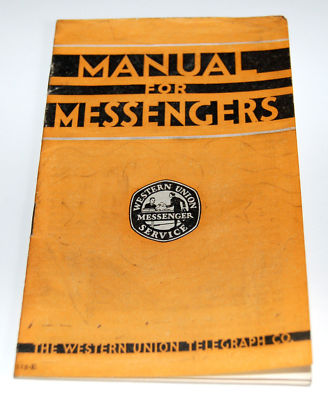 MANUAL
FOR
MESSENGERS
WESTERN UNION
MESSENGER
SERVICE
THE WESTERN UNION TELEGRAPH CO.